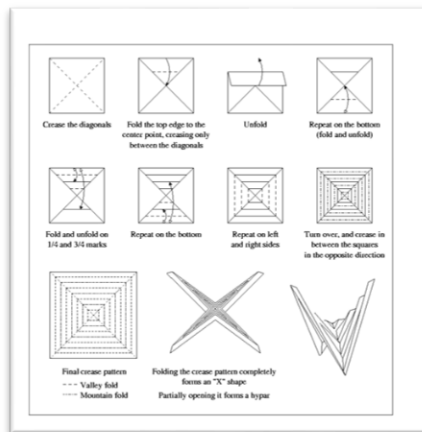 Crease the diagonals
Fold the top edge to the
center point, creasing only
between the diagonals
Unfold
Repeat on the bottom
(fold and unfold)
Fold and unfold on
1/4 and 3/4 marks
Repeat on the bottom
Repeat on left
and right sides
Turn over, and crease in
between the squares
in the opposite direction
Final crease pattern
Valley fold
Mountain fold
Folding the crease pattern completely
forms an "X" shape
Partially opening it forms a hypar